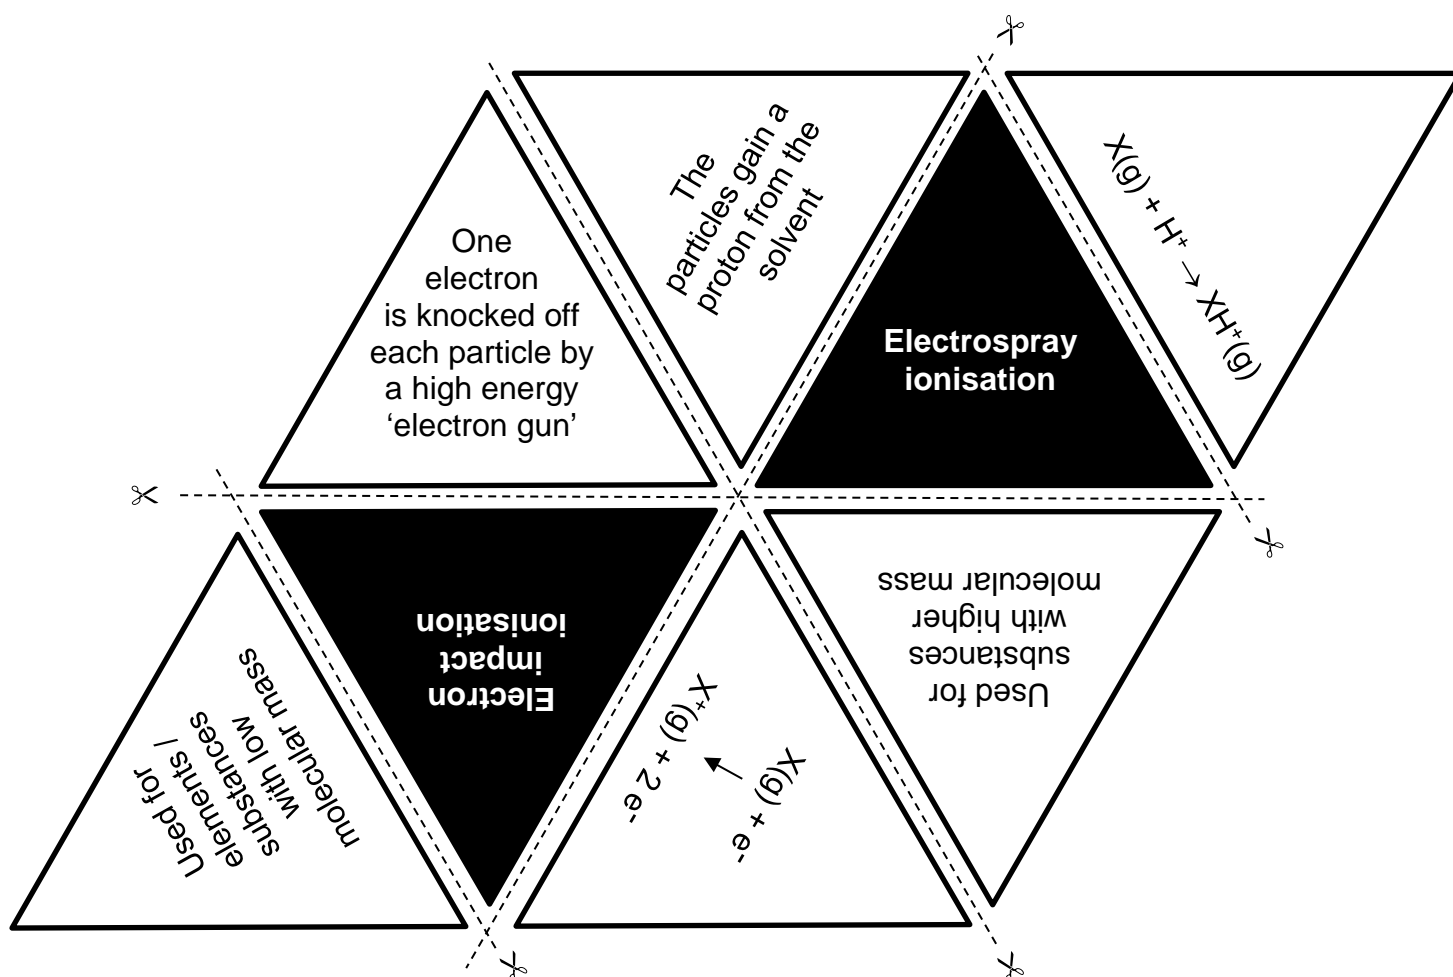 One
electron
is knocked off
each particle by
a high energy
‘electron gun’
The
particles gain a
proton from the
solvent
Electrospray
ionisation
X(g) + H⁺ → XH⁺(g)
Used for
elements /
substances
with low
molecular mass
Electron
impact
ionisation
X(g) + e⁻
→
X⁺(g) + 2 e⁻
Used for
substances
with higher
molecular mass